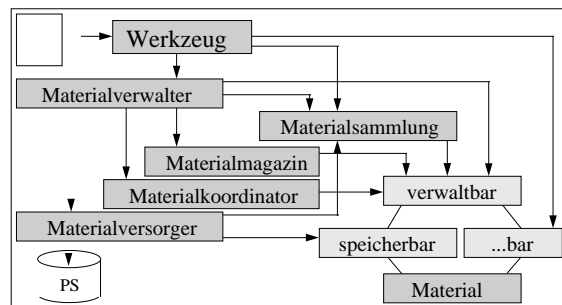 Werkzeug
Materialverwalter
Materialsammlung
Materialmagazin
Materialkoordinator
verwaltbar
Materialversorger
speicherbar
...bar
PS
Material